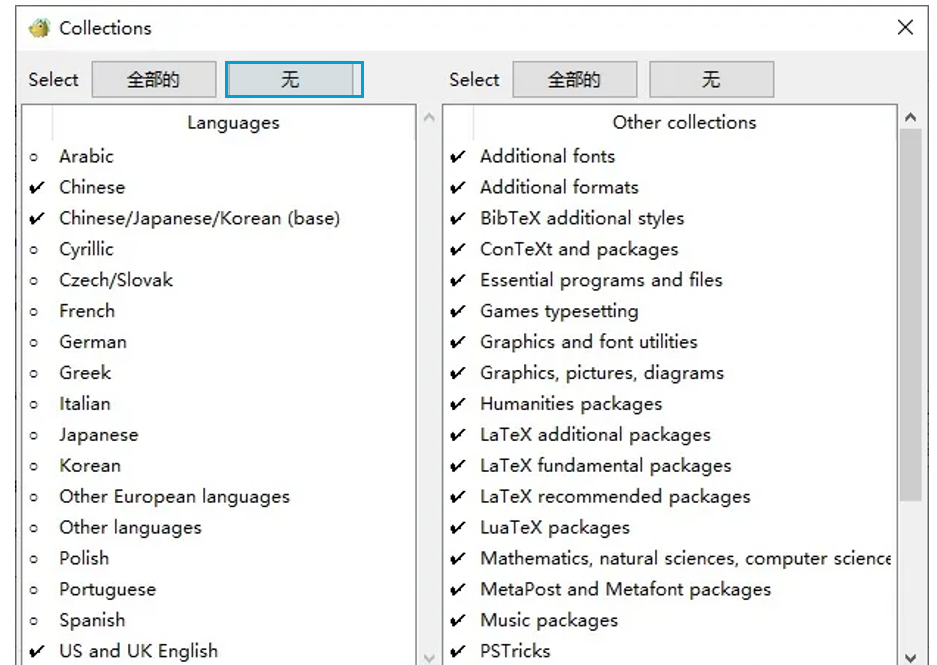 Collections
Select 全部的 无
Select 全部的 无
Languages
Arabic
Chinese
Chinese/Japanese/Korean (base)
Cyrillic
Czech/Slovak
French
German
Greek
Italian
Japanese
Korean
Other European languages
Other languages
Polish
Portuguese
Spanish
US and UK English
Other collections
Additional fonts
Additional formats
BibTeX additional styles
ConTeXt and packages
Essential programs and files
Games typesetting
Graphics and font utilities
Graphics, pictures, diagrams
Humanities packages
LaTeX additional packages
LaTeX fundamental packages
LaTeX recommended packages
LuaTeX packages
Mathematics, natural sciences, computer science
MetaPost and Metafont packages
Music packages
PSTricks